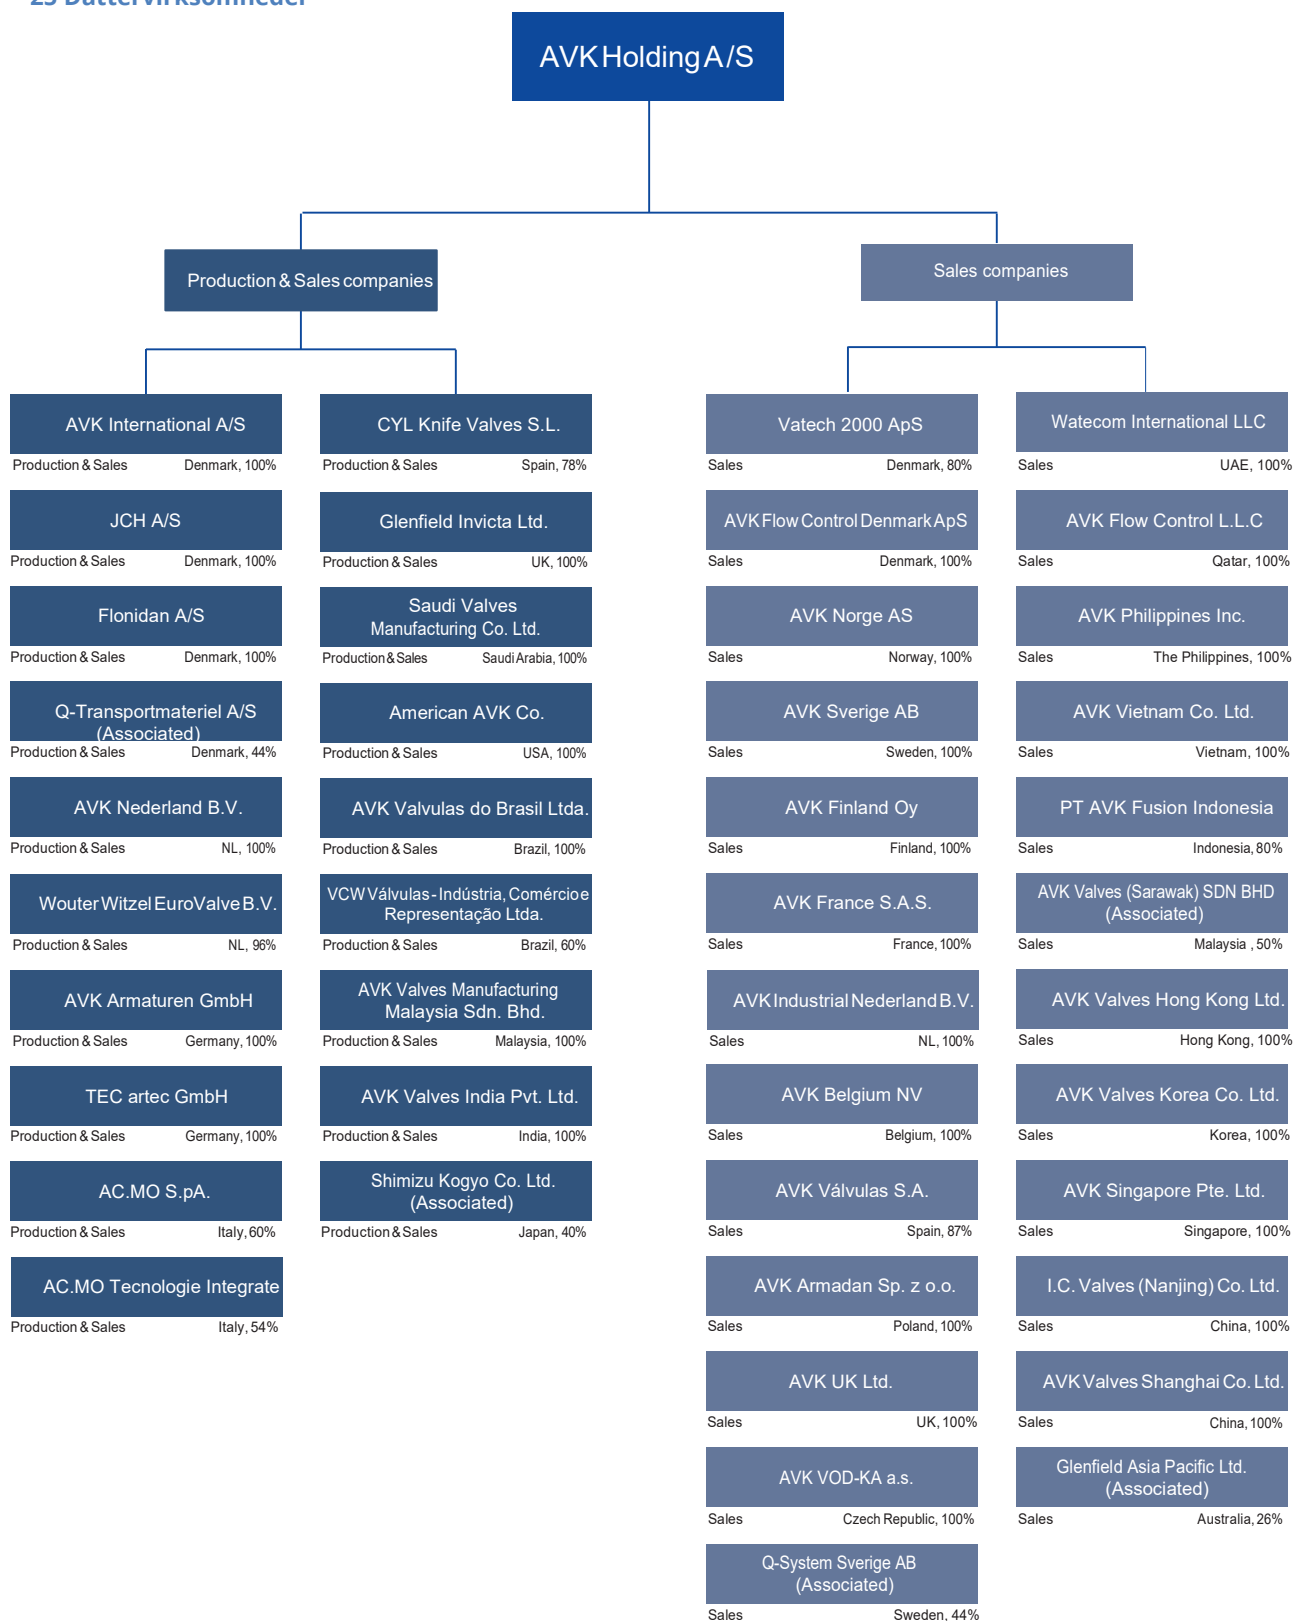 25 Dattervirksomheder
AVK Holding A/S
Production & Sales companies
Sales companies
AVK International A/S
Production & Sales Denmark, 100%
JCH A/S
Production & Sales Denmark, 100%
Flonidan A/S
Production & Sales Denmark, 100%
Q-Transportmateriel A/S
(Associated)
Production & Sales Denmark, 44%
AVK Nederland B.V.
Production & Sales NL, 100%
Wouter Witzel EuroValve B.V.
Production & Sales NL, 96%
AVK Armaturen GmbH
Production & Sales Germany, 100%
TEC artec GmbH
Production & Sales Germany, 100%
AC.MO S.pA.
Production & Sales Italy, 60%
AC.MO Tecnologie Integrate
Production & Sales Italy, 54%
CYL Knife Valves S.L.
Production & Sales Spain, 78%
Glenfield Invicta Ltd.
Production & Sales UK, 100%
Saudi Valves
Manufacturing Co. Ltd.
Production & Sales Saudi Arabia, 100%
American AVK Co.
Production & Sales USA, 100%
AVK Valvulas do Brasil Ltda.
Production & Sales Brazil, 100%
VCW Válvulas - Indústria, Comércio e
Representação Ltda.
Production & Sales Brazil, 60%
AVK Valves Manufacturing
Malaysia Sdn. Bhd.
Production & Sales Malaysia, 100%
AVK Valves India Pvt. Ltd.
Production & Sales India, 100%
Shimizu Kogyo Co. Ltd.
(Associated)
Production & Sales Japan, 40%
Vatech 2000 ApS
Sales Denmark, 80%
AVK Flow Control Denmark ApS
Sales Denmark, 100%
AVK Norge AS
Sales Norway, 100%
AVK Sverige AB
Sales Sweden, 100%
AVK Finland Oy
Sales Finland, 100%
AVK France S.A.S.
Sales France, 100%
AVK Industrial Nederland B.V.
Sales NL, 100%
AVK Belgium NV
Sales Belgium, 100%
AVK Válvulas S.A.
Sales Spain, 87%
AVK Armadan Sp. z o.o.
Sales Poland, 100%
AVK UK Ltd.
Sales UK, 100%
AVK VOD-KA a.s.
Sales Czech Republic, 100%
Q-System Sverige AB
(Associated)
Sales Sweden, 44%
Watecom International LLC
Sales UAE, 100%
AVK Flow Control L.L.C
Sales Qatar, 100%
AVK Philippines Inc.
Sales The Philippines, 100%
AVK Vietnam Co. Ltd.
Sales Vietnam, 100%
PT AVK Fusion Indonesia
Sales Indonesia, 80%
AVK Valves (Sarawak) SDN BHD
(Associated)
Sales Malaysia , 50%
AVK Valves Hong Kong Ltd.
Sales Hong Kong, 100%
AVK Valves Korea Co. Ltd.
Sales Korea, 100%
AVK Singapore Pte. Ltd.
Sales Singapore, 100%
I.C. Valves (Nanjing) Co. Ltd.
Sales China, 100%
AVK Valves Shanghai Co. Ltd.
Sales China, 100%
Glenfield Asia Pacific Ltd.
(Associated)
Sales Australia, 26%